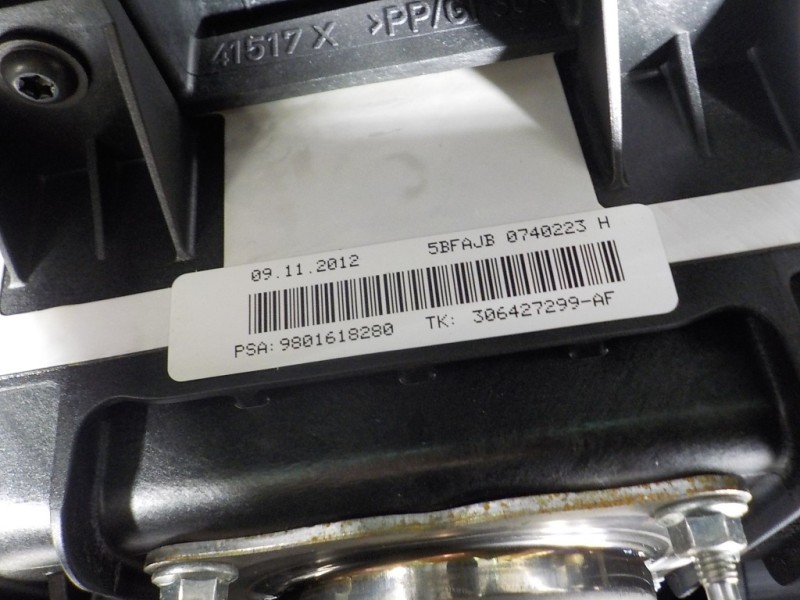 41517 X >PP/G
09.11.2012 5BFAJB 0740223 H
PSA: 9801618280 TK: 306427299-AF